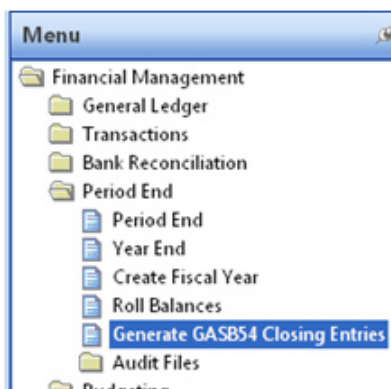 Menu
Financial Management
General Ledger
Transactions
Bank Reconciliation
Period End
Period End
Year End
Create Fiscal Year
Roll Balances
Generate GASB54 Closing Entries
Audit Files
Budgeting